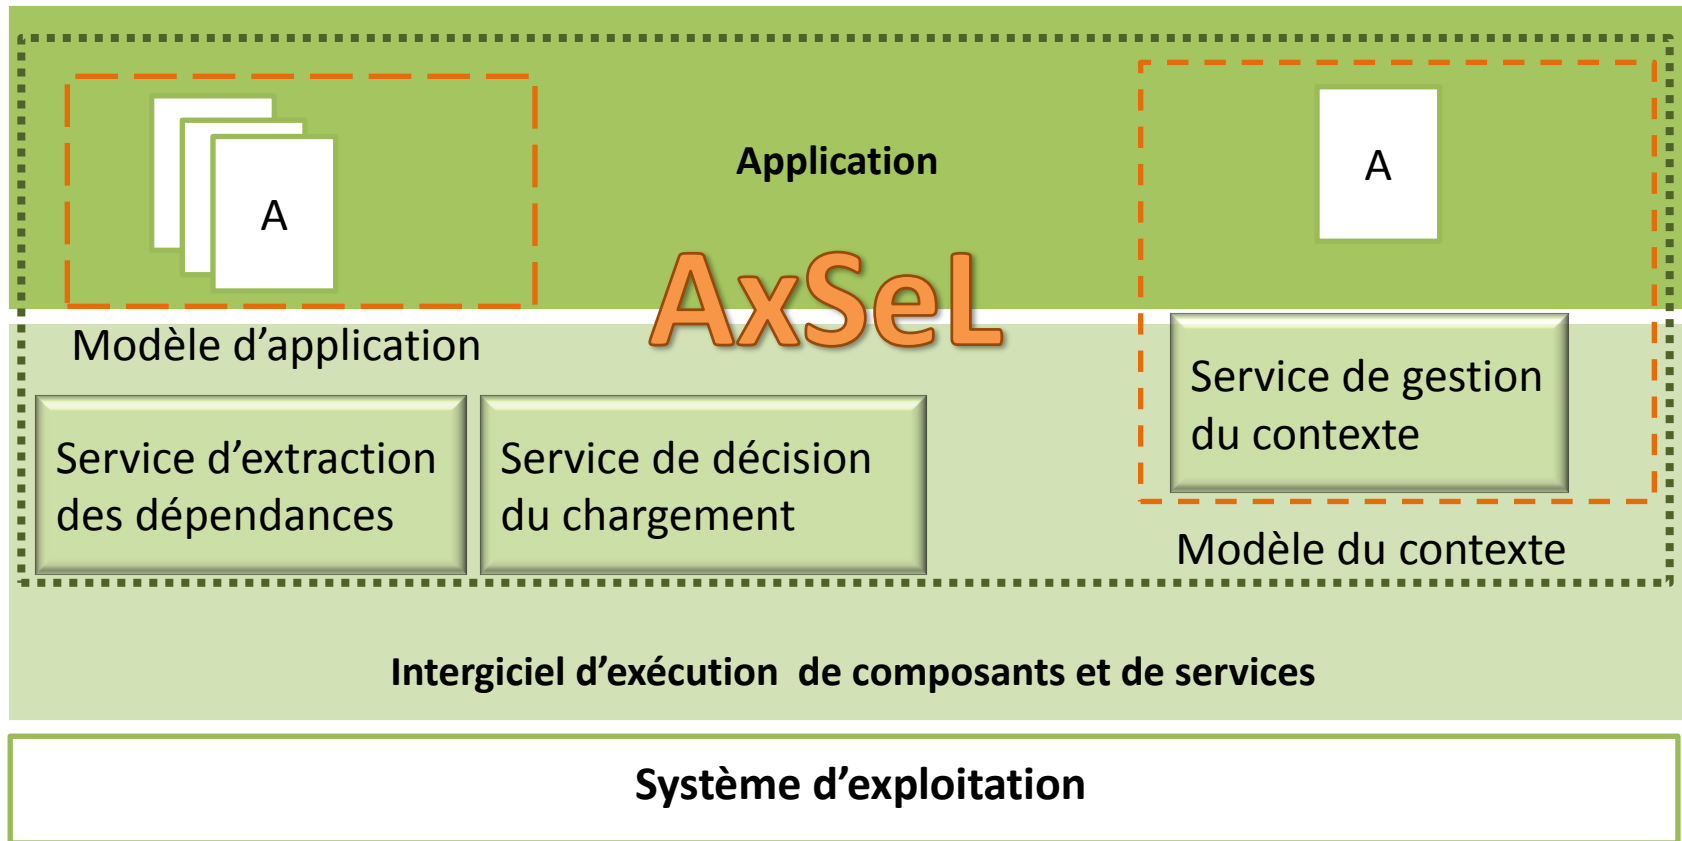 A
Application
A
AxSeL
Modèle d’application
Service d’extraction
des dépendances
Service de décision
du chargement
Service de gestion
du contexte
Modèle du contexte
Intergiciel d’exécution  de composants et de services
Système d’exploitation